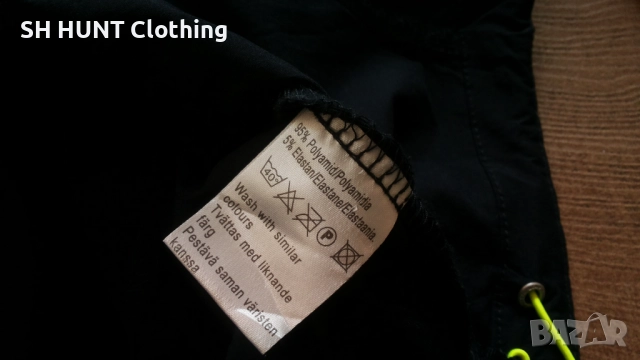 SH HUNT Clothing
95% Polyamid/Polyamidia
5% Elastan/Elastane/Elastaania
40
P
Wash with similar
colours
Tvättas med liknande
färg
Pestävä saman väristen
kanssa
BAZAR